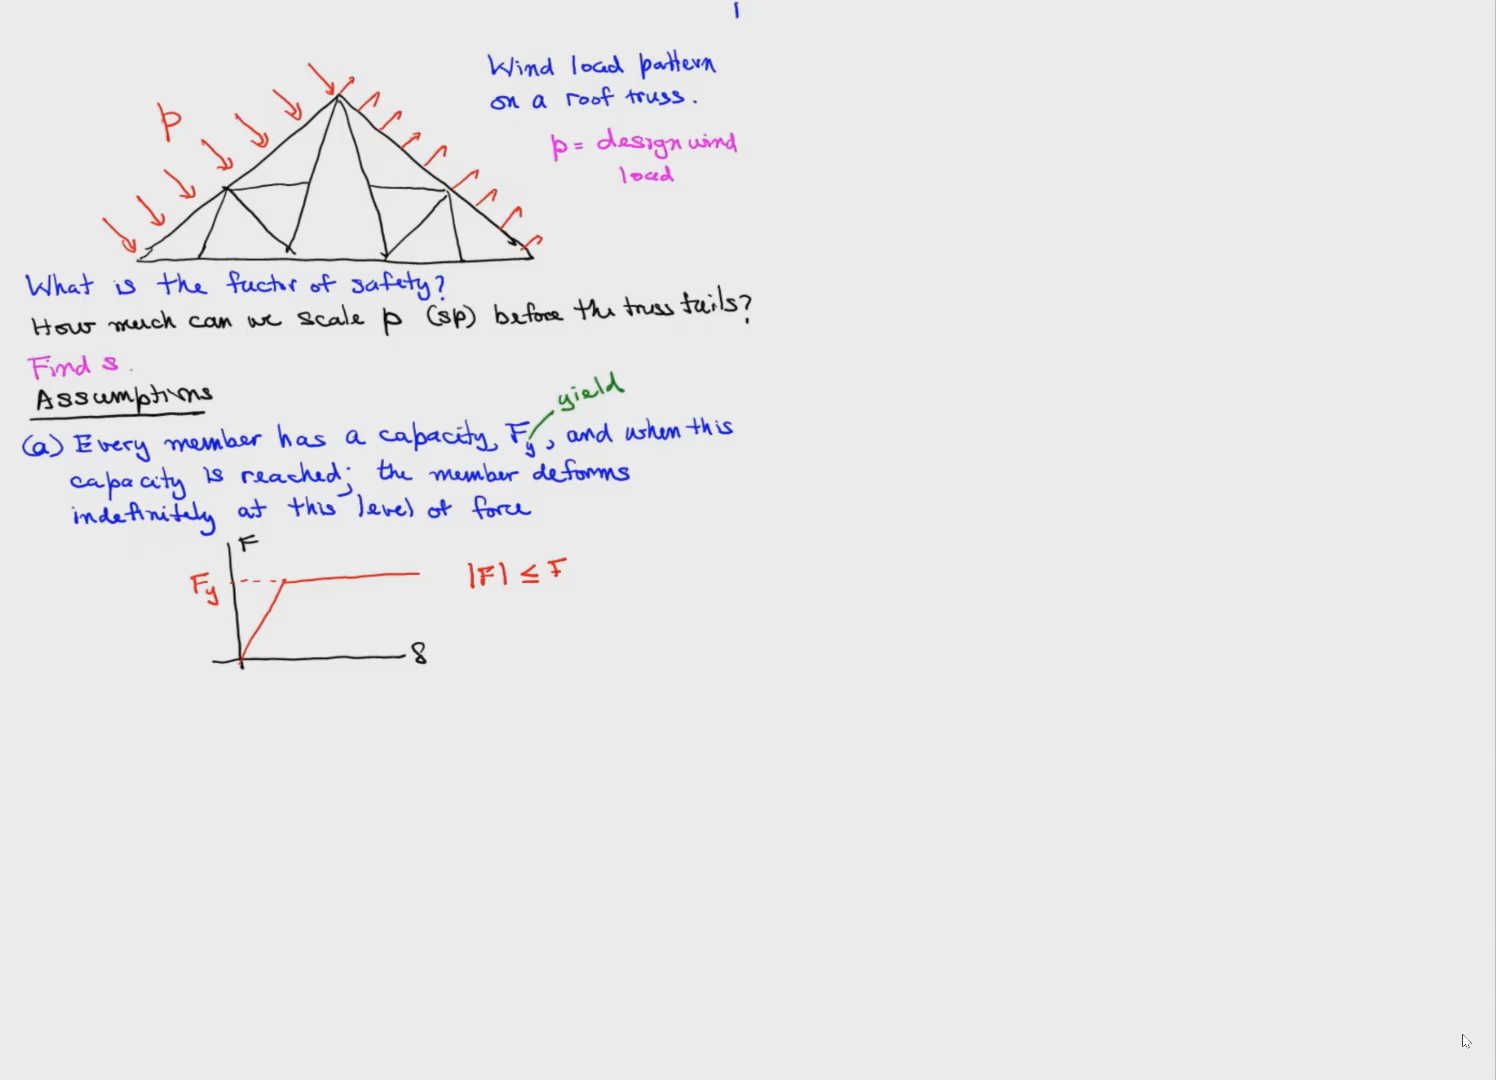 1
Wind load pattern
on a roof truss.
p
p = design wind
load
What is the factor of safety?
How much can we scale p (sp) before the truss fails?
Find s.
Assumptions
yield
(a) Every member has a capacity, Fy, and when this
capacity is reached; the member deforms
indefinitely at this level of force
F
Fy
|F| ≤ F
δ